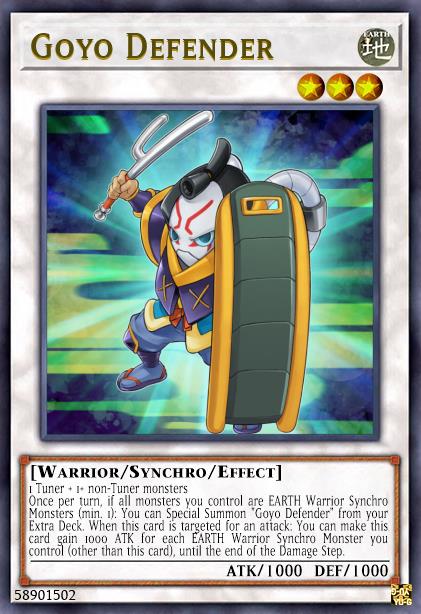 GOYO DEFENDER
EARTH
地
[WARRIOR/SYNCHRO/EFFECT]
1 Tuner + 1+ non-Tuner monsters
Once per turn, if all monsters you control are EARTH Warrior Synchro
Monsters (min. 1): You can Special Summon "Goyo Defender" from your
Extra Deck. When this card is targeted for an attack: You can make this
card gain 1000 ATK for each EARTH Warrior Synchro Monster you
control (other than this card), until the end of the Damage Step.
ATK/1000 DEF/1000
58901502